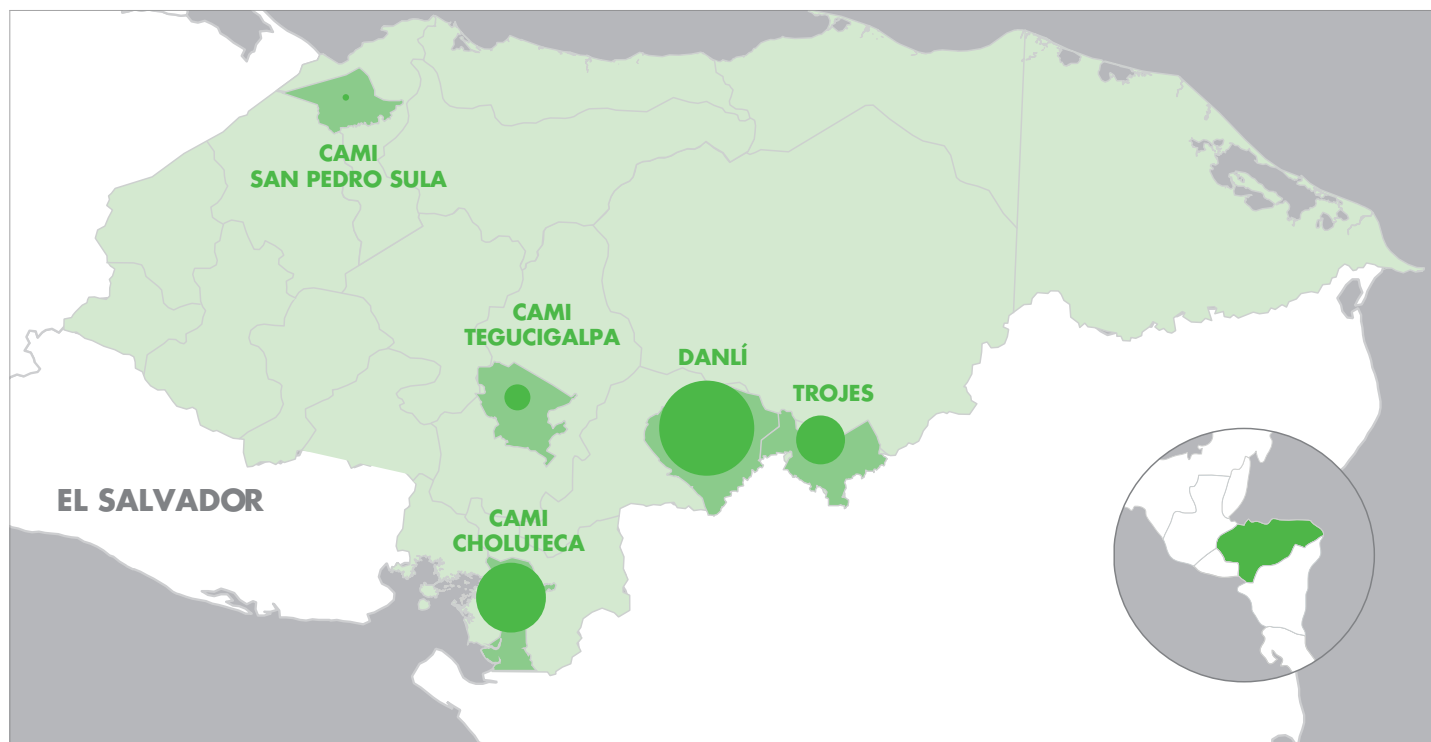 CAMI
SAN PEDRO SULA
CAMI
TEGUCIGALPA
DANLÍ
TROJES
EL SALVADOR
CAMI
CHOLUTECA